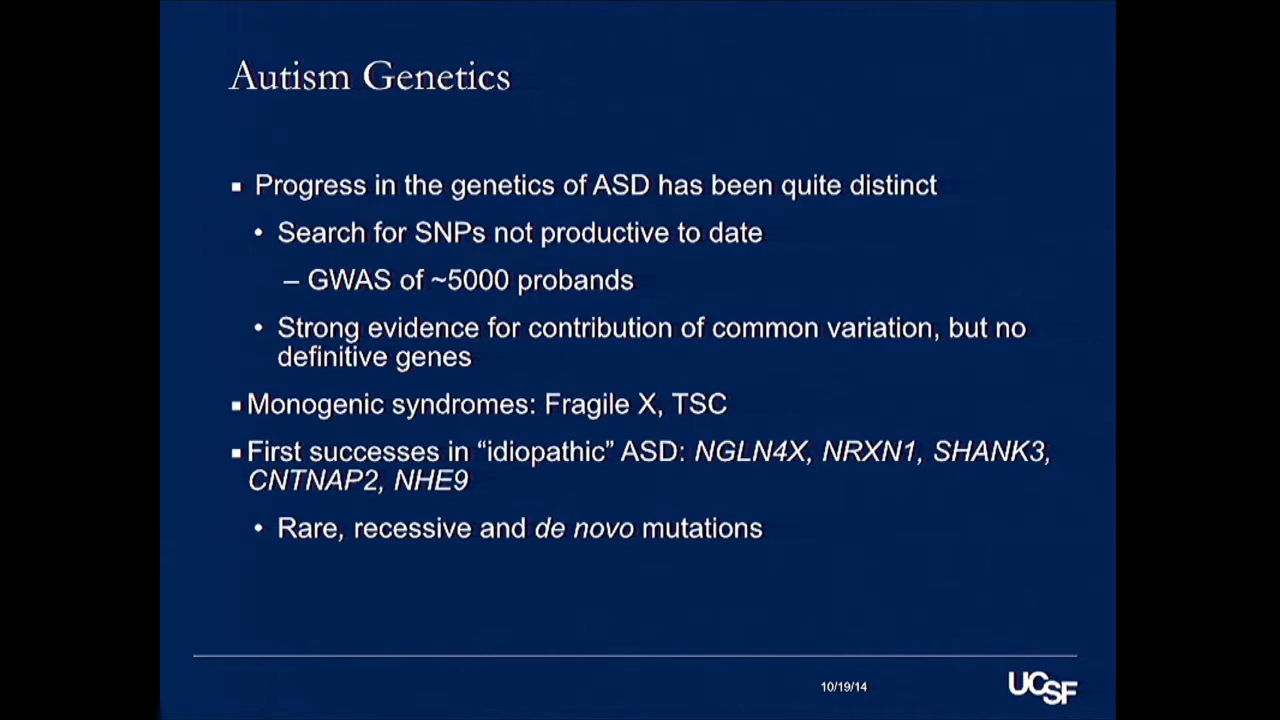 Autism Genetics
▪ Progress in the genetics of ASD has been quite distinct
• Search for SNPs not productive to date
– GWAS of ~5000 probands
• Strong evidence for contribution of common variation, but no
definitive genes
▪ Monogenic syndromes: Fragile X, TSC
▪ First successes in “idiopathic” ASD: NGLN4X, NRXN1, SHANK3,
CNTNAP2, NHE9
• Rare, recessive and de novo mutations
10/19/14
UCSF